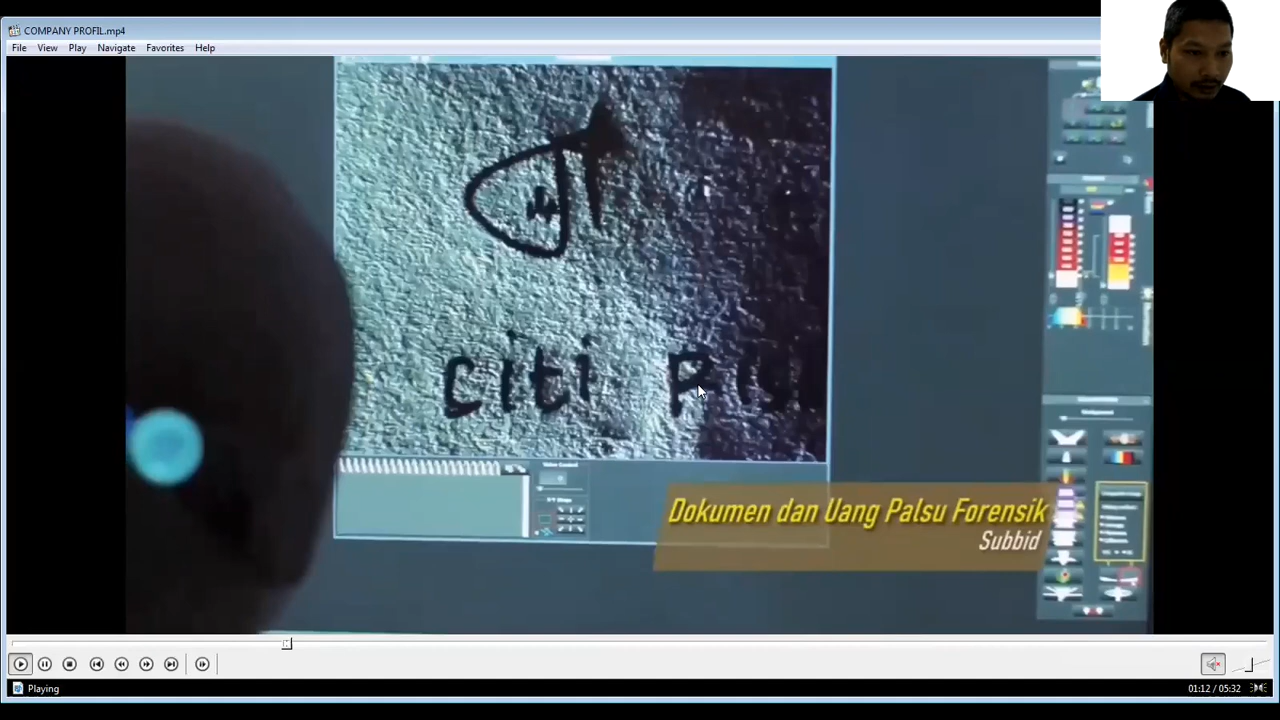 COMPANY PROFIL.mp4
File View Play Navigate Favorites Help
citi
Dokumen dan Uang Palsu Forensik
Subbid
Playing
01:12 / 05:32